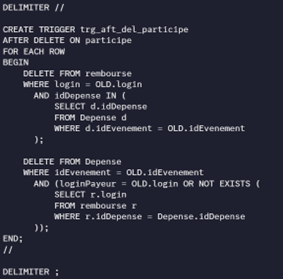 DELIMITER //
CREATE TRIGGER trg_aft_del_participe
AFTER DELETE ON participe
FOR EACH ROW
BEGIN
DELETE FROM rembourse
WHERE login = OLD.login
AND idDepense IN (
SELECT d.idDepense
FROM Depense d
WHERE d.idEvenement = OLD.idEvenement
);
DELETE FROM Depense
WHERE idEvenement = OLD.idEvenement
AND (loginPayeur = OLD.login OR NOT EXISTS (
SELECT r.login
FROM rembourse r
WHERE r.idDepense = Depense.idDepense
));
END;
//
DELIMITER ;